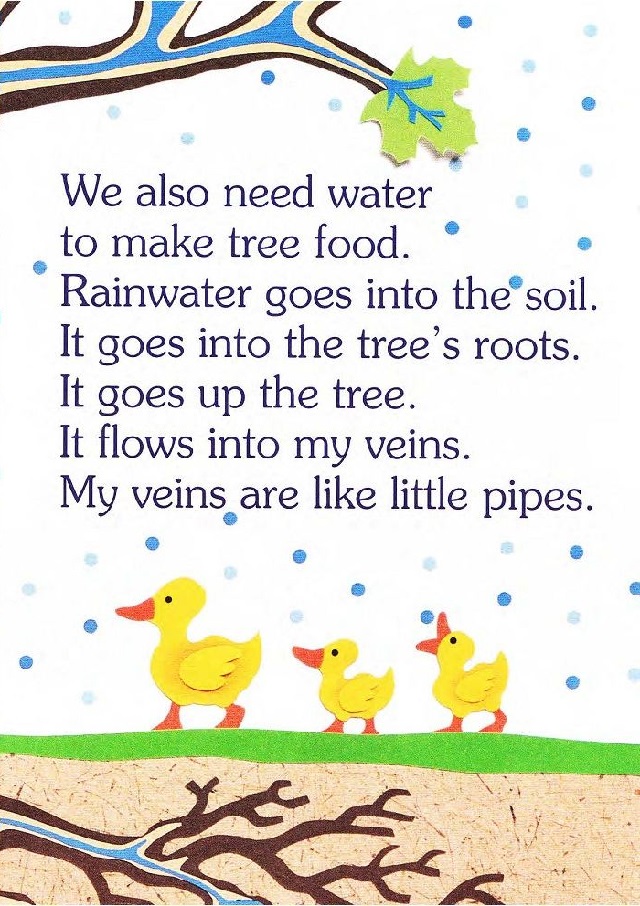 We also need water
to make tree food.
Rainwater goes into the soil.
It goes into the tree's roots.
It goes up the tree.
It flows into my veins.
My veins are like little pipes.